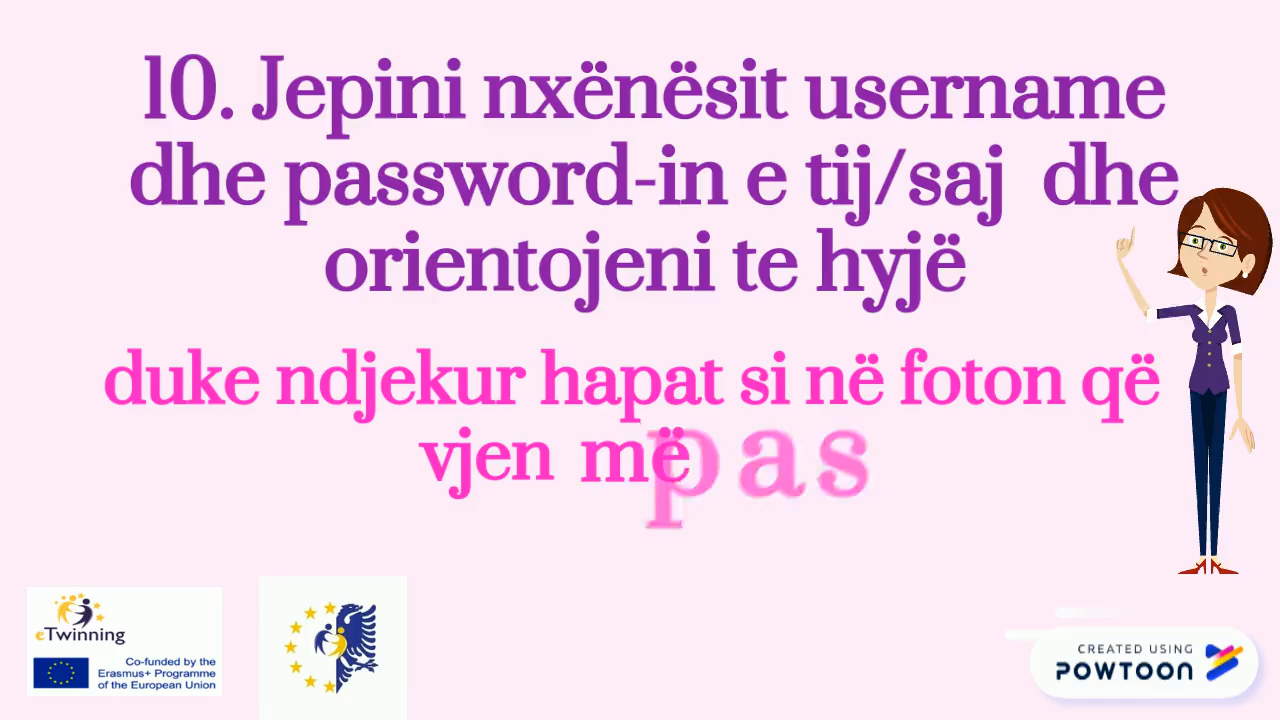 10. Jepini nxënësit username
dhe password-in e tij/saj dhe
orientojeni te hyjë
duke ndjekur hapat si në foton që
vjen më pas
eTwinning
Co-funded by the
Erasmus+ Programme
of the European Union
CREATED USING
POWTOON